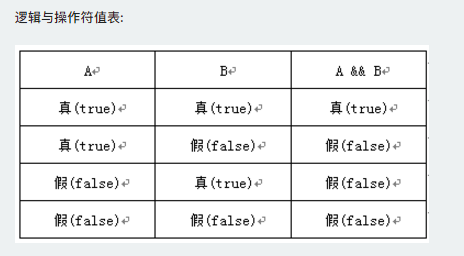 逻辑与操作符值表:
A B A && B
真(true) 真(true) 真(true)
真(true) 假(false) 假(false)
假(false) 真(true) 假(false)
假(false) 假(false) 假(false)